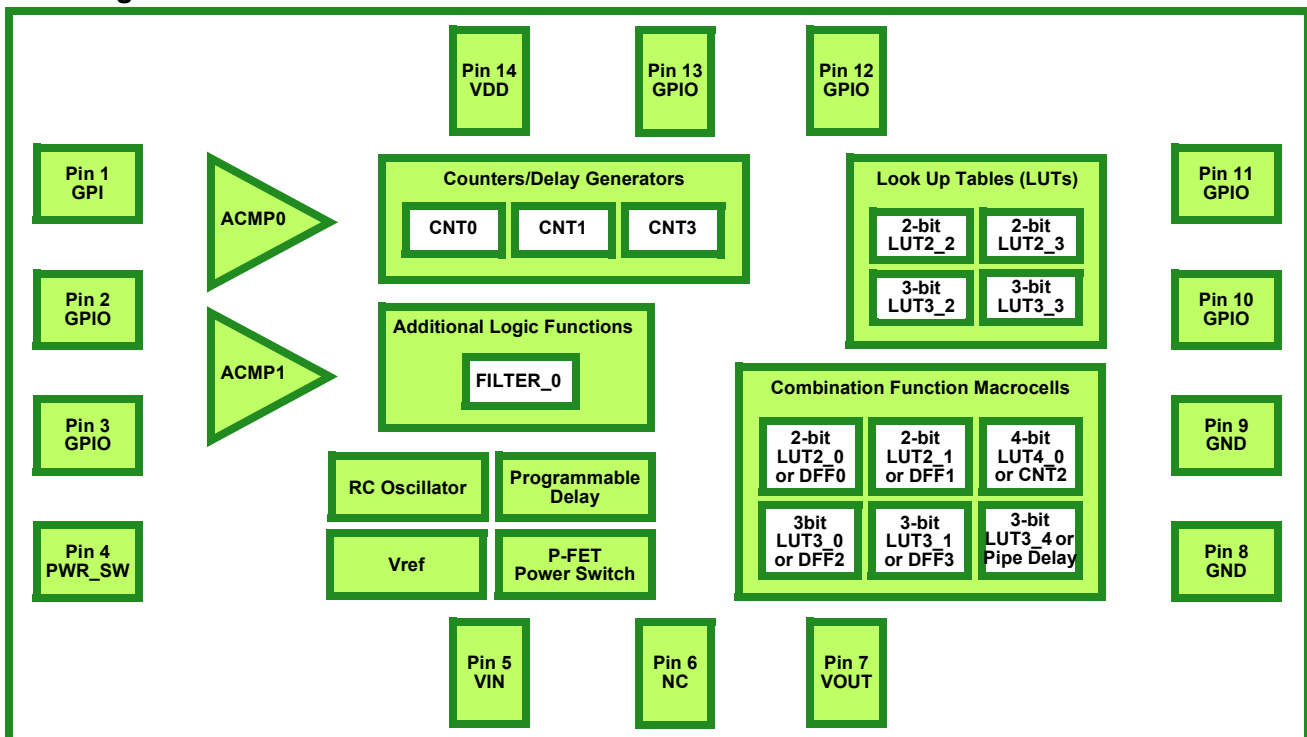 Pin 14
VDD
Pin 13
GPIO
Pin 12
GPIO
Pin 1
GPI
ACMP0
Counters/Delay Generators
CNT0
CNT1
CNT3
Look Up Tables (LUTs)
2-bit
LUT2_2
2-bit
LUT2_3
3-bit
LUT3_2
3-bit
LUT3_3
Pin 11
GPIO
Pin 2
GPIO
Additional Logic Functions
FILTER_0
Pin 10
GPIO
ACMP1
Combination Function Macrocells
2-bit
LUT2_0
or DFF0
2-bit
LUT2_1
or DFF1
4-bit
LUT4_0
or CNT2
3bit
LUT3_0
or DFF2
3-bit
LUT3_1
or DFF3
3-bit
LUT3_4 or
Pipe Delay
Pin 3
GPIO
Pin 9
GND
RC Oscillator
Programmable
Delay
Vref
P-FET
Power Switch
Pin 4
PWR_SW
Pin 8
GND
Pin 5
VIN
Pin 6
NC
Pin 7
VOUT